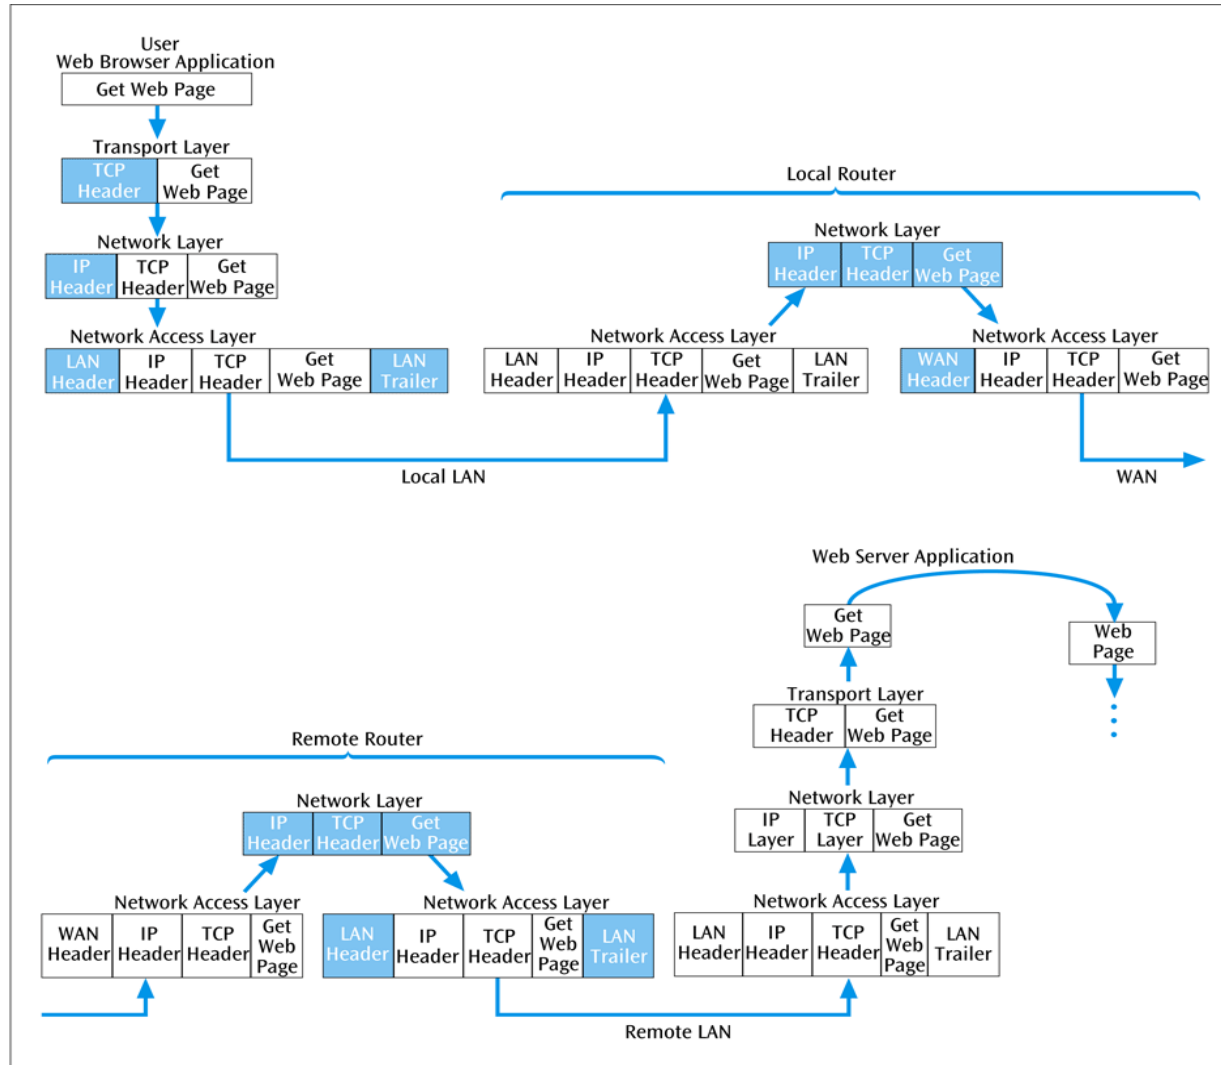 User
Web Browser Application
Get Web Page
Transport Layer
TCP
Header
Get
Web Page
Network Layer
IP
Header
TCP
Header
Get
Web Page
Network Access Layer
LAN
Header
IP
Header
TCP
Header
Get
Web Page
LAN
Trailer
Local LAN
Local Router
Network Access Layer
LAN
Header
IP
Header
TCP
Header
Get
Web Page
LAN
Trailer
Network Layer
IP
Header
TCP
Header
Get
Web Page
Network Access Layer
WAN
Header
IP
Header
TCP
Header
Get
Web Page
WAN
Remote Router
Network Access Layer
WAN
Header
IP
Header
TCP
Header
Get
Web
Page
Network Layer
IP
Header
TCP
Header
Get
Web Page
Network Access Layer
LAN
Header
IP
Header
TCP
Header
Get
Web
Page
LAN
Trailer
Remote LAN
Network Access Layer
LAN
Header
IP
Header
TCP
Header
Get
Web
Page
LAN
Trailer
Network Layer
IP
Layer
TCP
Layer
Get
Web Page
Transport Layer
TCP
Header
Get
Web Page
Get
Web Page
Web Server Application
Web
Page